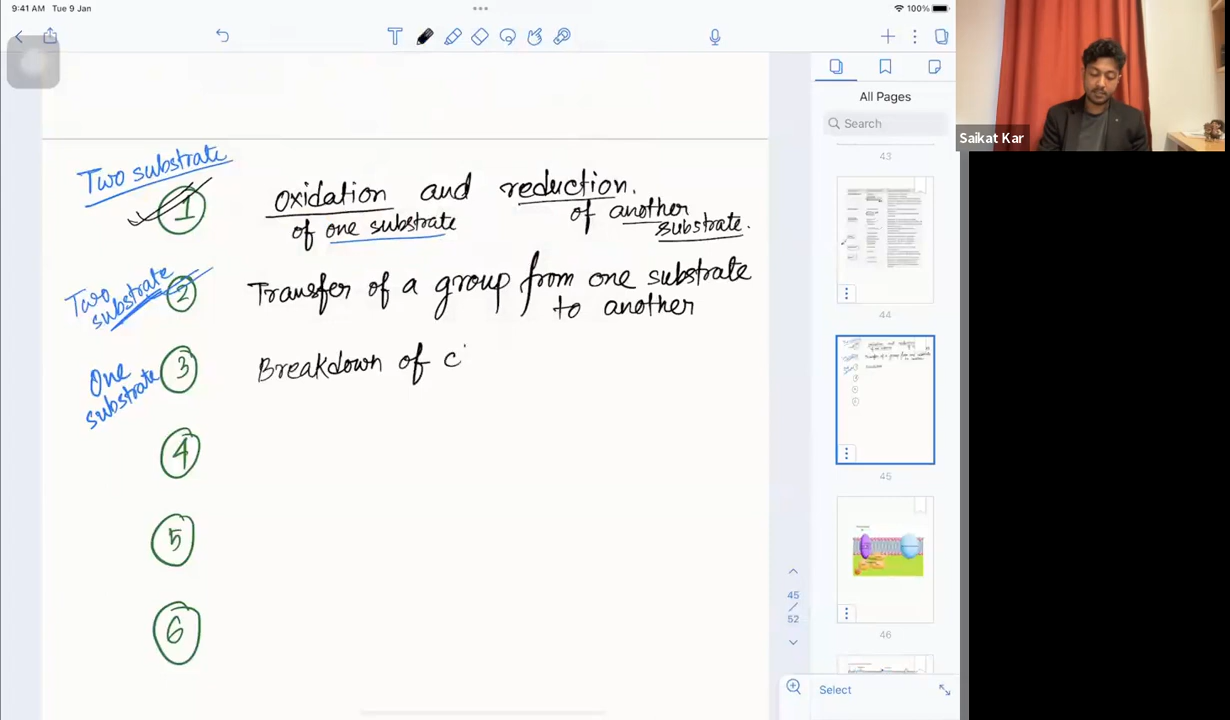 9:41 AM Tue 9 Jan
100%
T
All Pages
Search
Saikat Kar
43
44
45
46
45
/
52
Select
Two substrate
1 Oxidation and reduction.
of one substrate of another
substrate.
Two
substrate
2 Transfer of a group from one substrate
to another
One
substrate
3 Breakdown of c
4
5
6